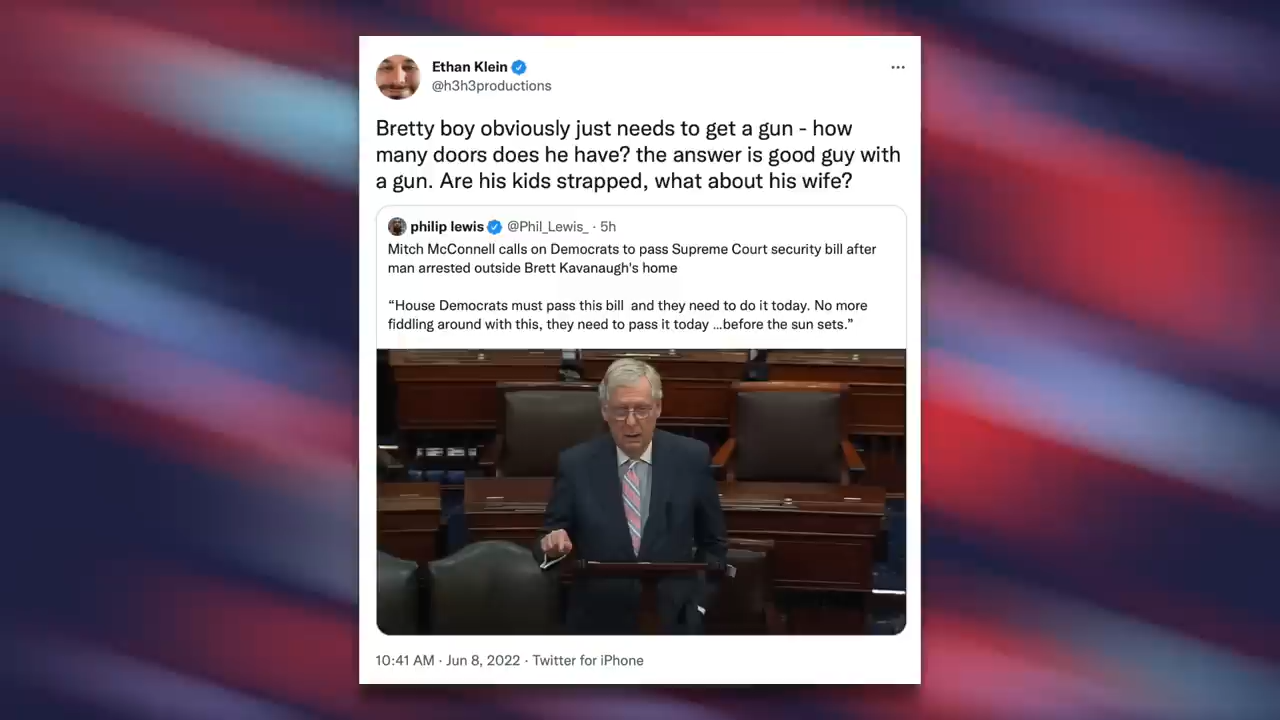 Ethan Klein
@h3h3productions
Bretty boy obviously just needs to get a gun - how
many doors does he have? the answer is good guy with
a gun. Are his kids strapped, what about his wife?
philip lewis @Phil_Lewis_ · 5h
Mitch McConnell calls on Democrats to pass Supreme Court security bill after
man arrested outside Brett Kavanaugh's home
“House Democrats must pass this bill and they need to do it today. No more
fiddling around with this, they need to pass it today ...before the sun sets.”
10:41 AM · Jun 8, 2022 · Twitter for iPhone